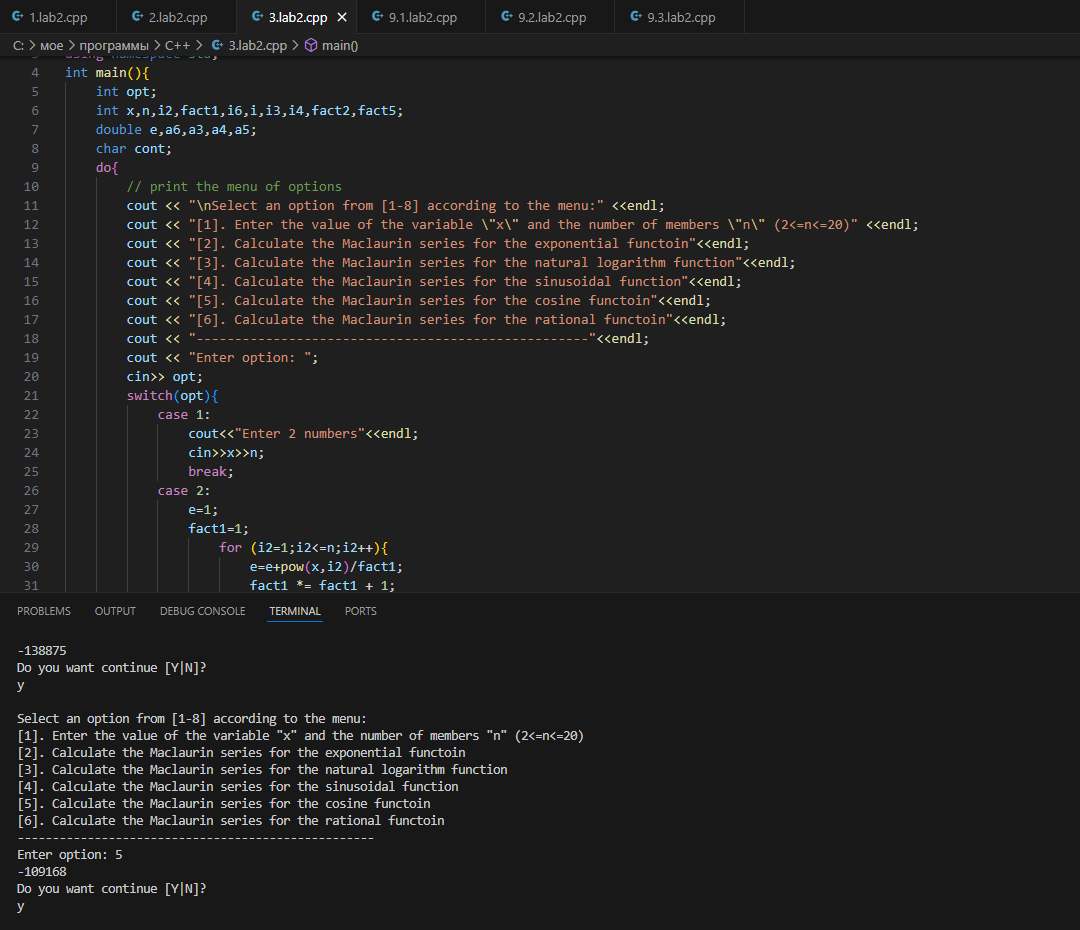 1.lab2.cpp 2.lab2.cpp 3.lab2.cpp 9.1.lab2.cpp 9.2.lab2.cpp 9.3.lab2.cpp
C: > мое > программы > C++ > 3.lab2.cpp > main()
3 using namespace std;
4 int main(){
5 int opt;
6 int x,n,i2,fact1,i6,i,i3,i4,fact2,fact5;
7 double e,a6,a3,a4,a5;
8 char cont;
9 do{
10 // print the menu of options
11 cout << "\nSelect an option from [1-8] according to the menu:" <<endl;
12 cout << "[1]. Enter the value of the variable \"x\" and the number of members \"n\" (2<=n<=20)" <<endl;
13 cout << "[2]. Calculate the Maclaurin series for the exponential functoin"<<endl;
14 cout << "[3]. Calculate the Maclaurin series for the natural logarithm function"<<endl;
15 cout << "[4]. Calculate the Maclaurin series for the sinusoidal function"<<endl;
16 cout << "[5]. Calculate the Maclaurin series for the cosine functoin"<<endl;
17 cout << "[6]. Calculate the Maclaurin series for the rational functoin"<<endl;
18 cout << "---------------------------------------------------"<<endl;
19 cout << "Enter option: ";
20 cin>> opt;
21 switch(opt){
22 case 1:
23 cout<<"Enter 2 numbers"<<endl;
24 cin>>x>>n;
25 break;
26 case 2:
27 e=1;
28 fact1=1;
29 for (i2=1;i2<=n;i2++){
30 e=e+pow(x,i2)/fact1;
31 fact1 *= fact1 + 1;
PROBLEMS OUTPUT DEBUG CONSOLE TERMINAL PORTS
-138875
Do you want continue [Y|N]?
y
Select an option from [1-8] according to the menu:
[1]. Enter the value of the variable "x" and the number of members "n" (2<=n<=20)
[2]. Calculate the Maclaurin series for the exponential functoin
[3]. Calculate the Maclaurin series for the natural logarithm function
[4]. Calculate the Maclaurin series for the sinusoidal function
[5]. Calculate the Maclaurin series for the cosine functoin
[6]. Calculate the Maclaurin series for the rational functoin
---------------------------------------------------
Enter option: 5
-109168
Do you want continue [Y|N]?
y